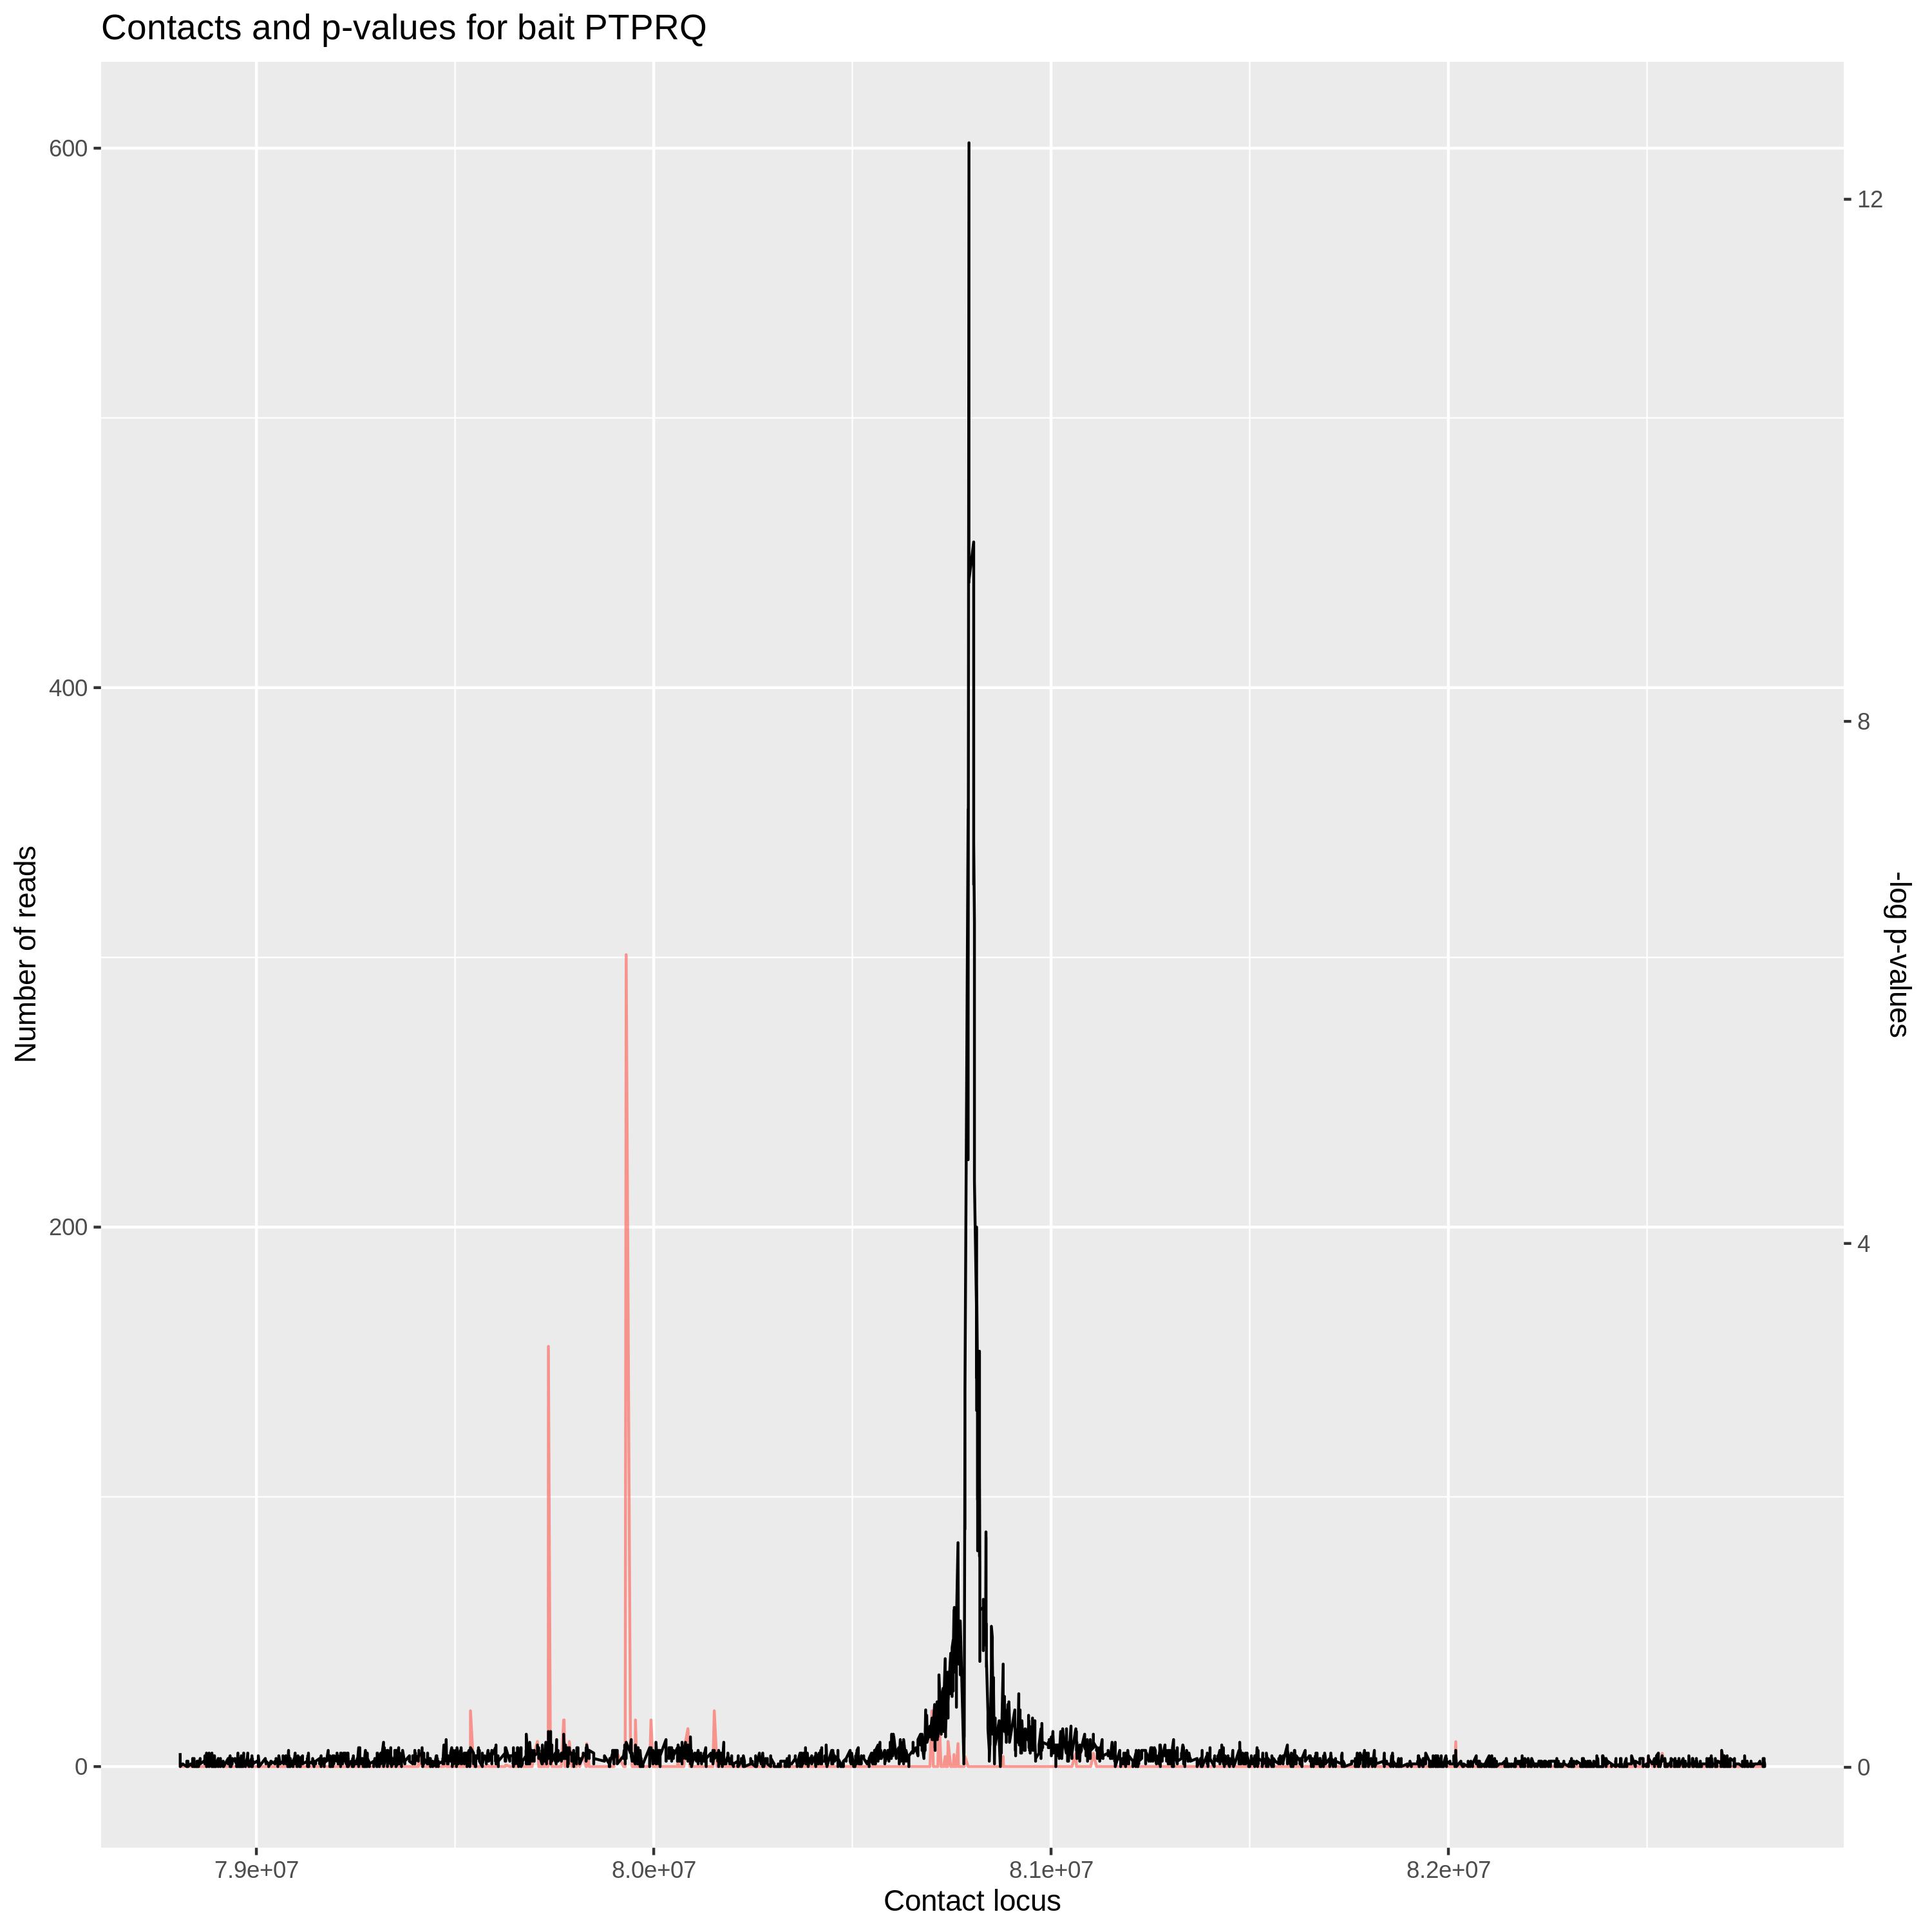 Contacts and p-values for bait PTPRQ
600
400
200
0
12
8
4
0
Number of reads
-log p-values
7.9e+07
8.0e+07
8.1e+07
8.2e+07
Contact locus